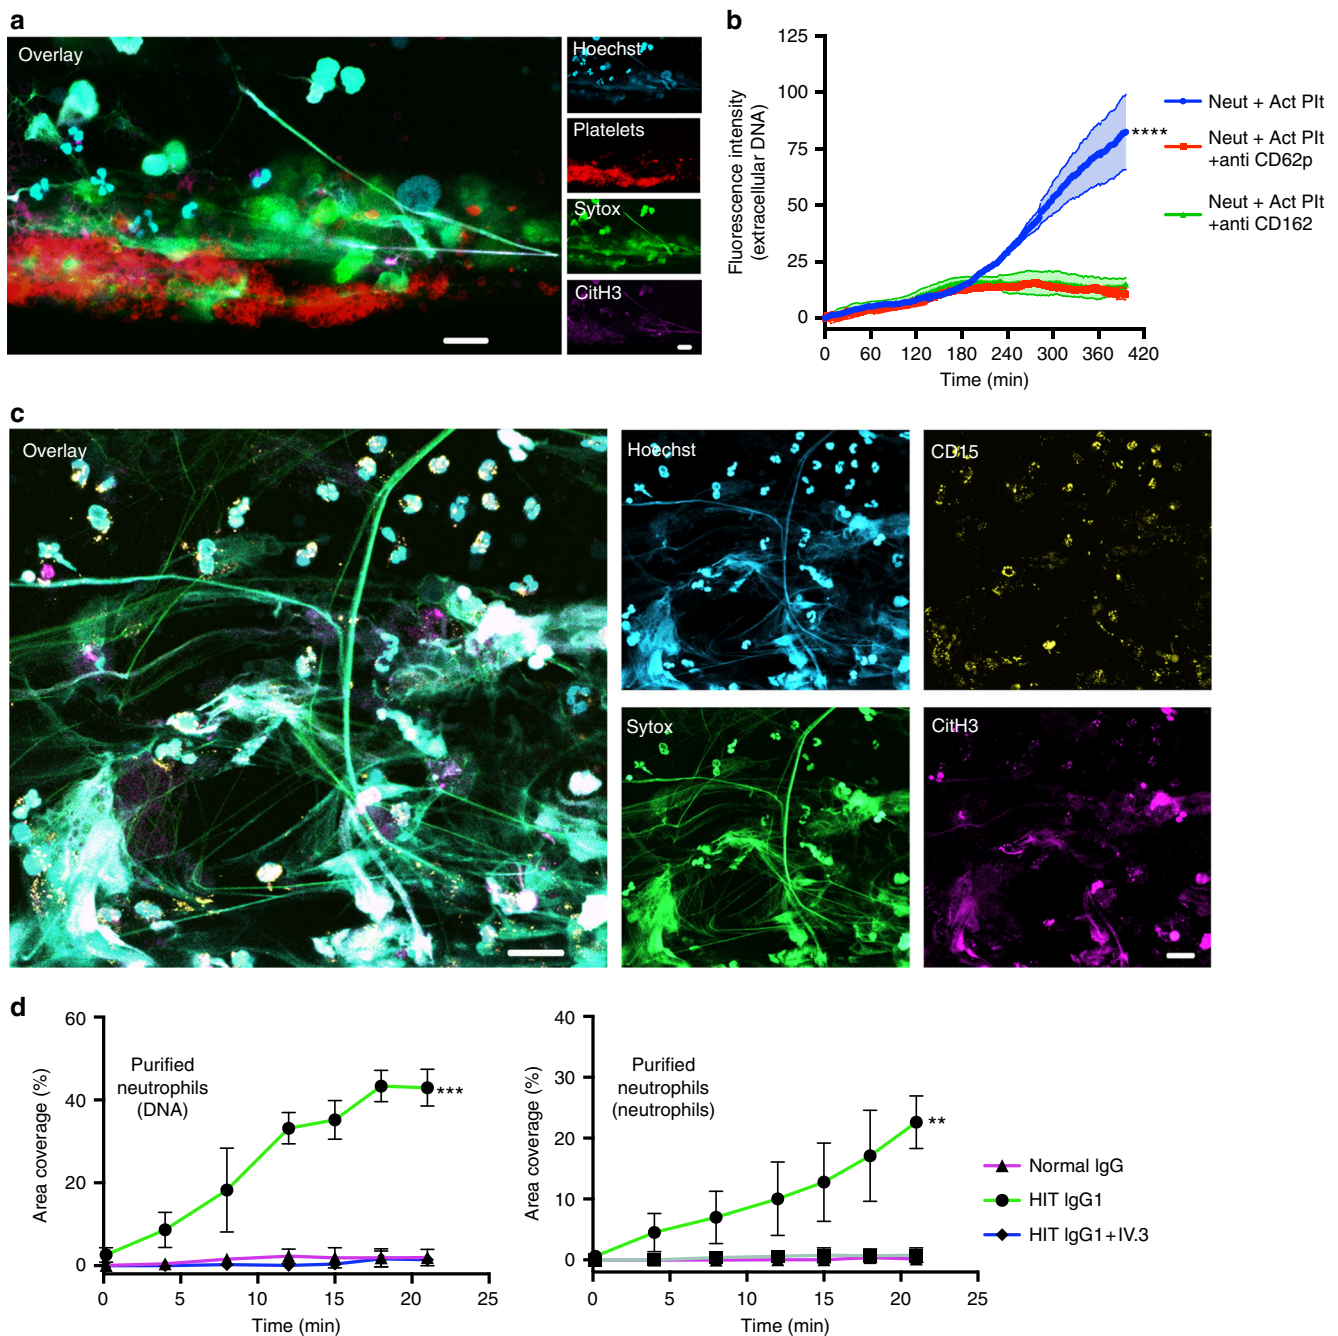 a
Overlay
Hoechst
Platelets
Sytox
CitH3
b
Fluorescence intensity
(extracellular DNA)
125
100
75
50
25
0
0 60 120 180 240 300 360 420
Time (min)
****
Neut + Act Plt
Neut + Act Plt
+anti CD62p
Neut + Act Plt
+anti CD162
c
Overlay
Hoechst
CD15
Sytox
CitH3
d
Area coverage (%)
60
40
20
0
Purified
neutrophils
(DNA)
***
0 5 10 15 20 25
Time (min)
Area coverage (%)
40
30
20
10
0
Purified
neutrophils
(neutrophils)
**
0 5 10 15 20 25
Time (min)
Normal IgG
HIT IgG1
HIT IgG1+IV.3